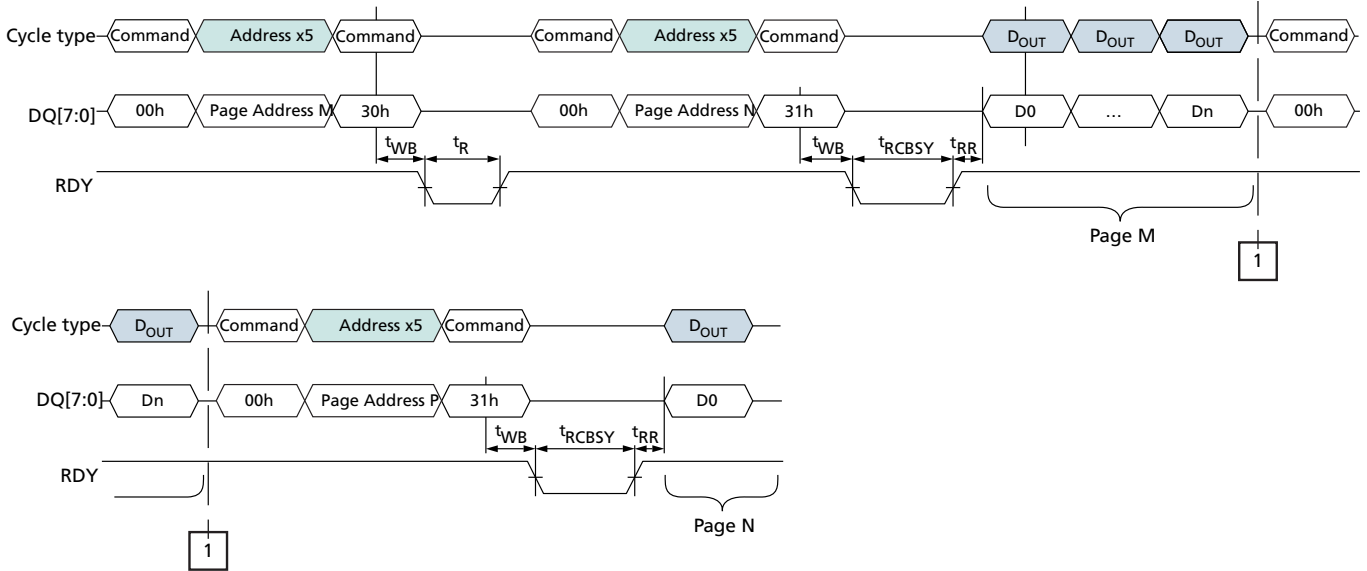 Cycle type Command Address x5 Command Command Address x5 Command DOUT DOUT DOUT Command
DQ[7:0] 00h Page Address M 30h 00h Page Address N 31h D0 … Dn 00h
tWB tR tWB tRCBSY tRR
RDY
Page M
1
Cycle type DOUT Command Address x5 Command DOUT
DQ[7:0] Dn 00h Page Address P 31h D0
tWB tRCBSY tRR
RDY
Page N
1